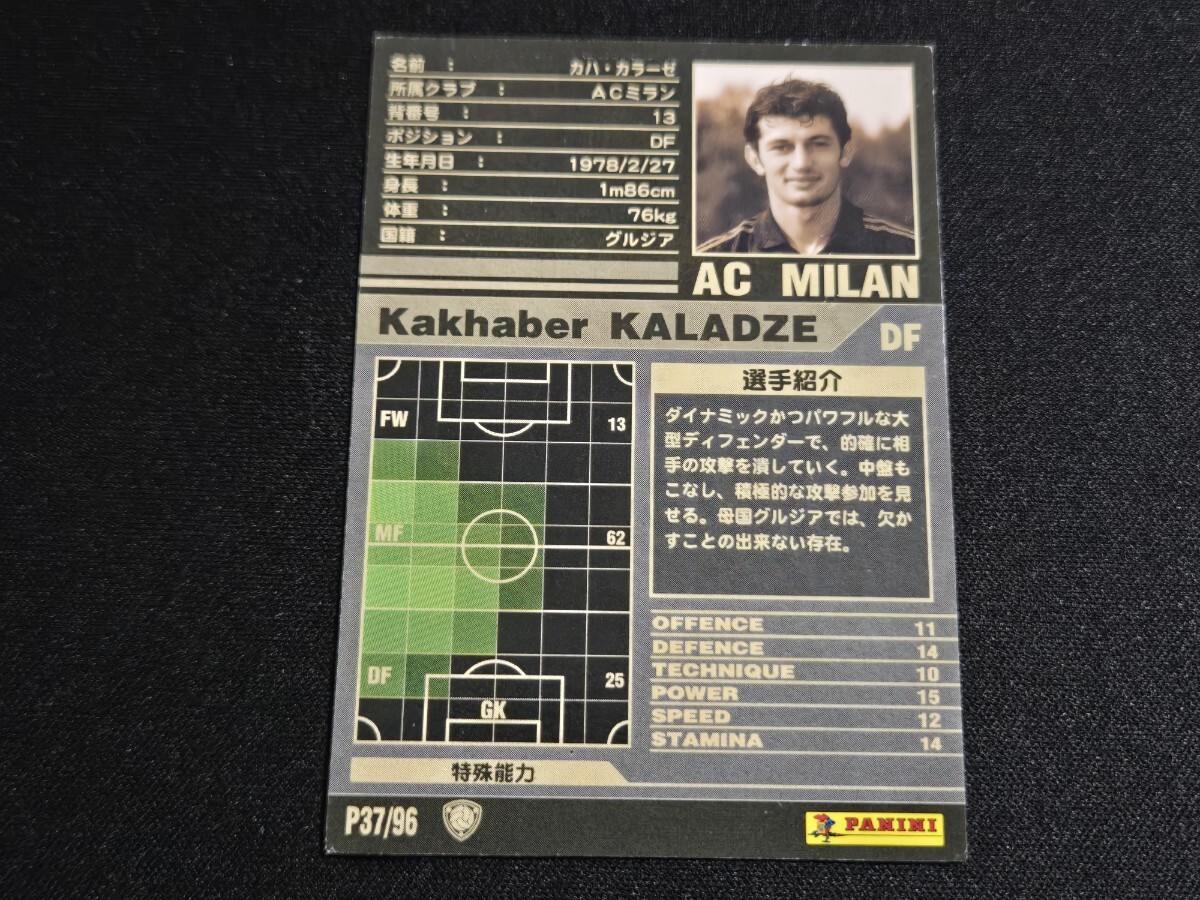 名前 : カハ・カラーゼ
所属クラブ : ACミラン
背番号 : 13
ポジション : DF
生年月日 : 1978/2/27
身長 : 1m86cm
体重 : 76kg
国籍 : グルジア
AC MILAN
Kakhaber KALADZE
DF
FW 13
MF 62
DF 25
GK
選手紹介
ダイナミックかつパワフルな大
型ディフェンダーで、的確に相
手の攻撃を潰していく。中盤も
こなし、積極的な攻撃参加を見
せる。母国グルジアでは、欠か
すことの出来ない存在。
OFFENCE 11
DEFENCE 14
TECHNIQUE 10
POWER 15
SPEED 12
STAMINA 14
特殊能力
P37/96
PANINI